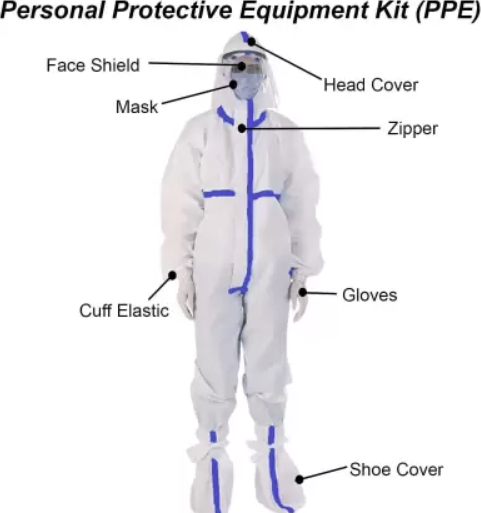 Personal Protective Equipment Kit (PPE)
Face Shield
Head Cover
Mask
Zipper
Cuff Elastic
Gloves
Shoe Cover